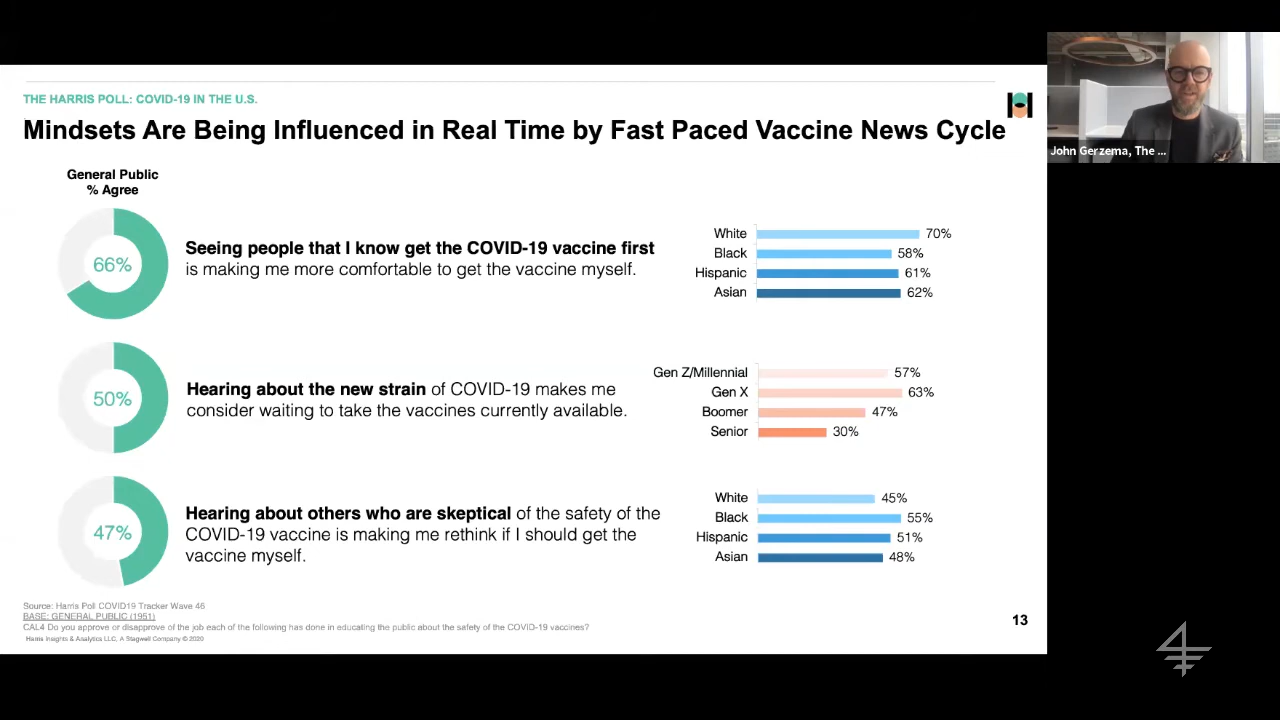 THE HARRIS POLL: COVID-19 IN THE U.S.
Mindsets Are Being Influenced in Real Time by Fast Paced Vaccine News Cycle
John Gerzema, The ...
General Public
% Agree
66%
Seeing people that I know get the COVID-19 vaccine first
is making me more comfortable to get the vaccine myself.
White 70%
Black 58%
Hispanic 61%
Asian 62%
50%
Hearing about the new strain of COVID-19 makes me
consider waiting to take the vaccines currently available.
Gen Z/Millennial 57%
Gen X 63%
Boomer 47%
Senior 30%
47%
Hearing about others who are skeptical of the safety of the
COVID-19 vaccine is making me rethink if I should get the
vaccine myself.
White 45%
Black 55%
Hispanic 51%
Asian 48%
Source: Harris Poll COVID19 Tracker Wave 46
BASE: GENERAL PUBLIC (1951)
CAL4 Do you approve or disapprove of the job each of the following has done in educating the public about the safety of the COVID-19 vaccines?
Harris Insights & Analytics LLC, A Stagwell Company © 2020
13